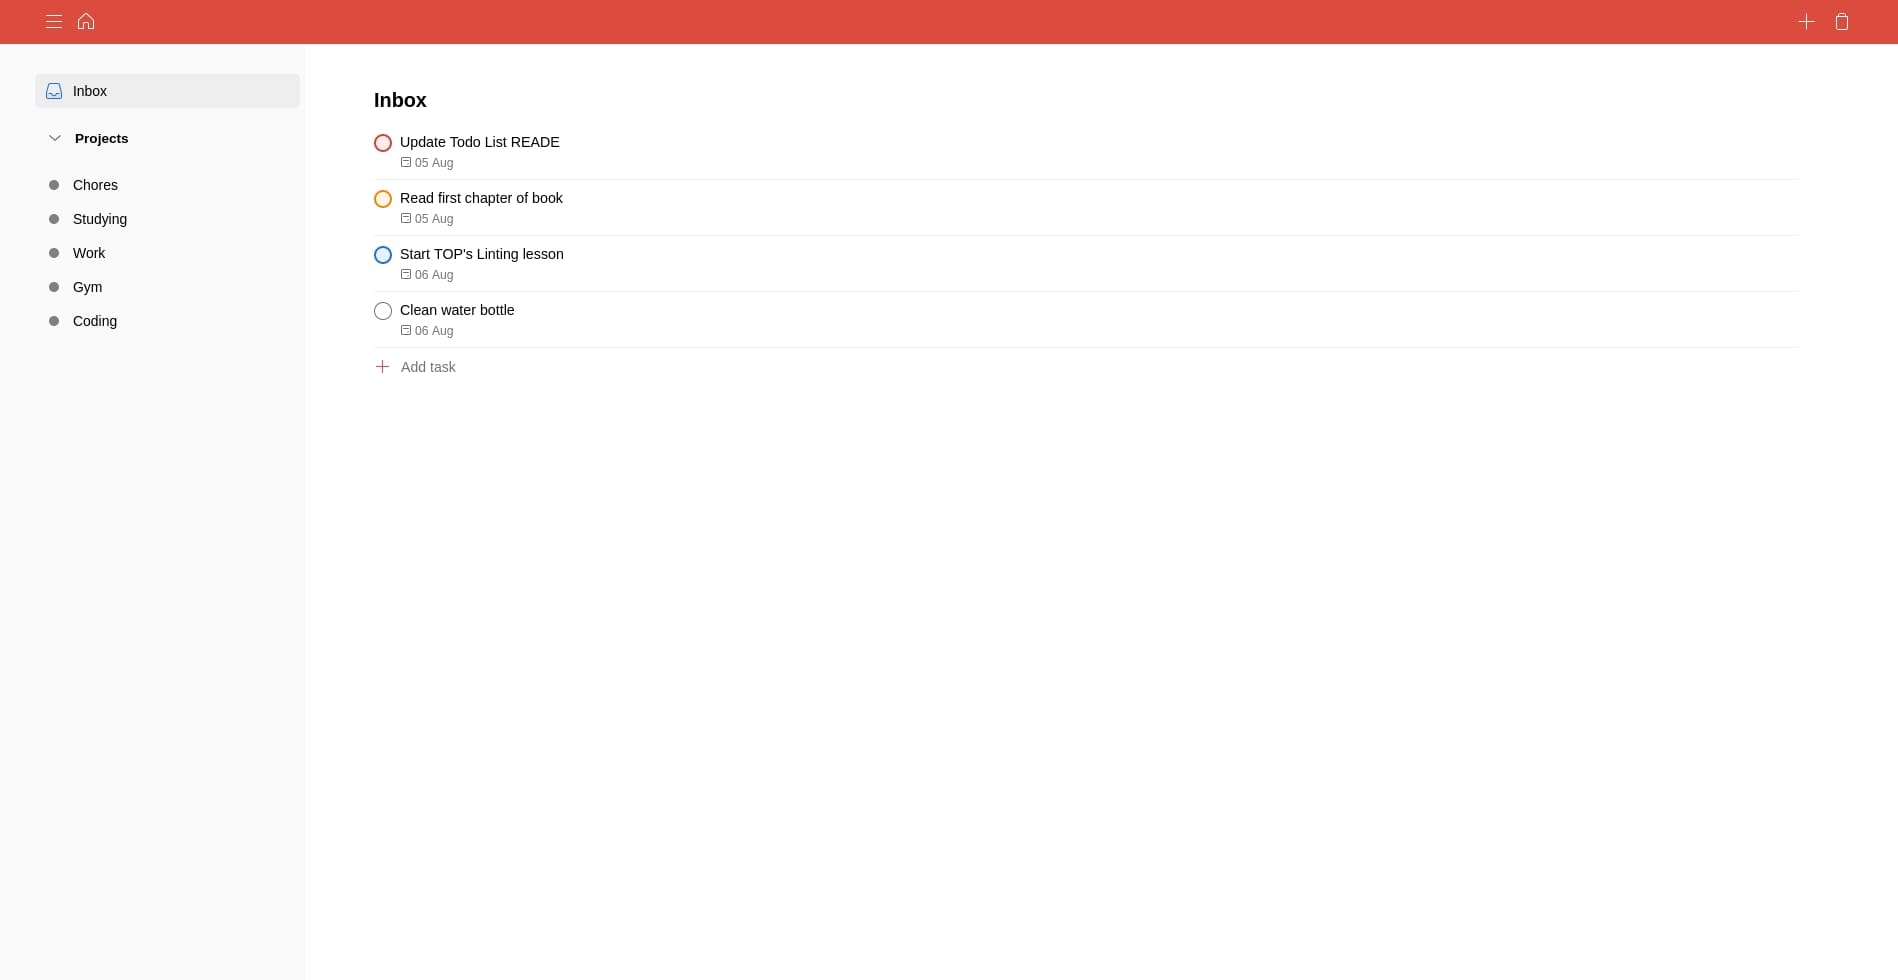 Inbox
Projects
Chores
Studying
Work
Gym
Coding
Inbox
Update Todo List READE
05 Aug
Read first chapter of book
05 Aug
Start TOP's Linting lesson
06 Aug
Clean water bottle
06 Aug
Add task